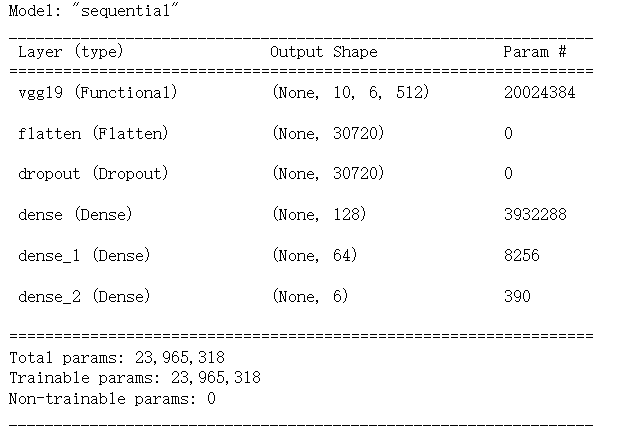 Model: "sequential"
_________________________________________________________________
Layer (type) Output Shape Param #
=================================================================
vgg19 (Functional) (None, 10, 6, 512) 20024384
flatten (Flatten) (None, 30720) 0
dropout (Dropout) (None, 30720) 0
dense (Dense) (None, 128) 3932288
dense_1 (Dense) (None, 64) 8256
dense_2 (Dense) (None, 6) 390
=================================================================
Total params: 23,965,318
Trainable params: 23,965,318
Non-trainable params: 0
_________________________________________________________________